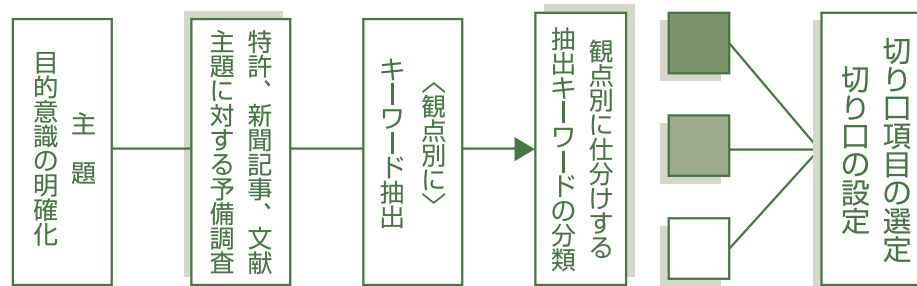 主題
目的意識の明確化
特許、新聞記事、文献
主題に対する予備調査
〈観点別に〉
キーワード抽出
観点別に仕分けする
抽出キーワードの分類
切り口項目の選定
切り口の設定